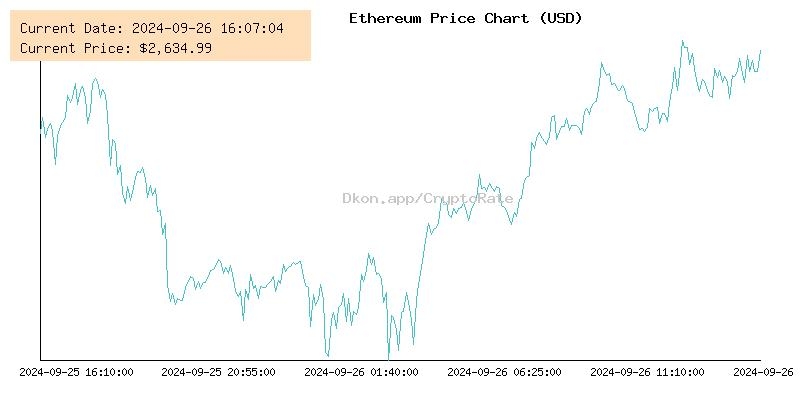 Ethereum Price Chart (USD)
Current Date: 2024-09-26 16:07:04
Current Price: $2,634.99
Dkon.app/CryptoRate
2024-09-25 16:10:00 2024-09-25 20:55:00 2024-09-26 01:40:00 2024-09-26 06:25:00 2024-09-26 11:10:00 2024-09-26